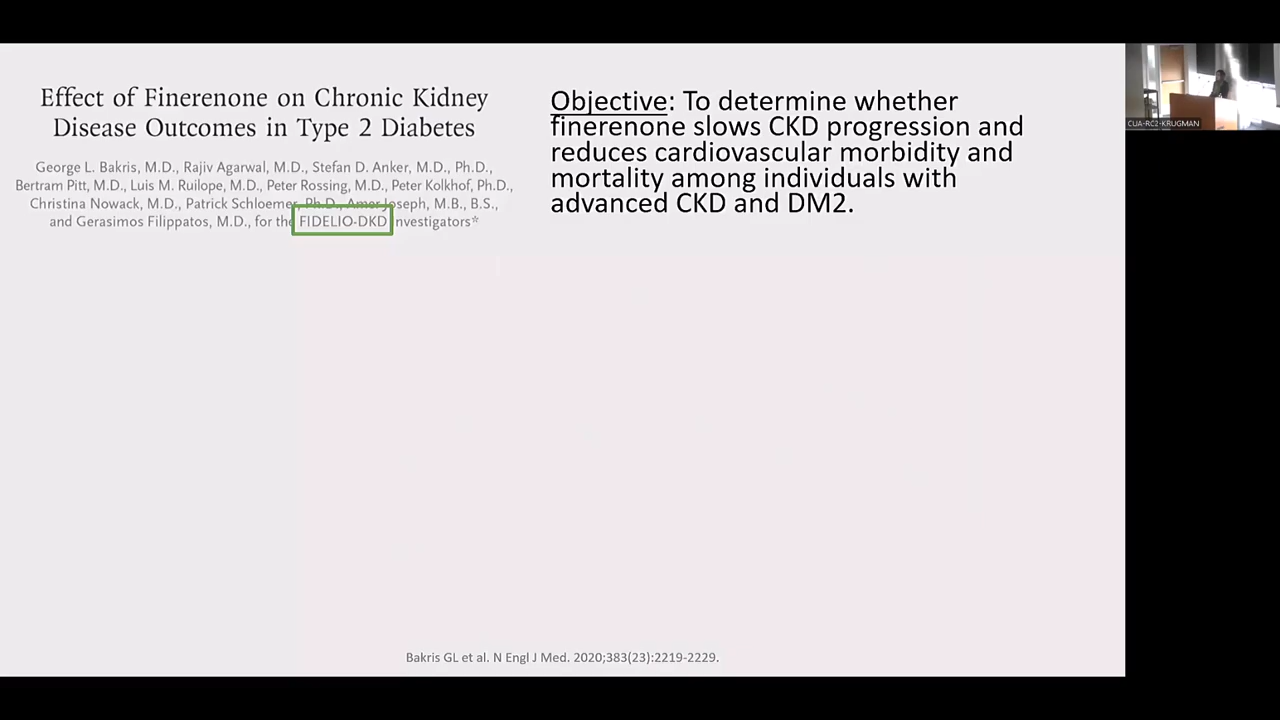 Effect of Finerenone on Chronic Kidney
Disease Outcomes in Type 2 Diabetes
George L. Bakris, M.D., Rajiv Agarwal, M.D., Stefan D. Anker, M.D., Ph.D.,
Bertram Pitt, M.D., Luis M. Ruilope, M.D., Peter Rossing, M.D., Peter Kolkhof, Ph.D.,
Christina Nowack, M.D., Patrick Schloemer, Ph.D., Amer Joseph, M.B., B.S.,
and Gerasimos Filippatos, M.D., for the FIDELIO-DKD Investigators*
Objective: To determine whether
finerenone slows CKD progression and
reduces cardiovascular morbidity and
mortality among individuals with
advanced CKD and DM2.
Bakris GL et al. N Engl J Med. 2020;383(23):2219-2229.
CUA-RC2-KRUGMAN